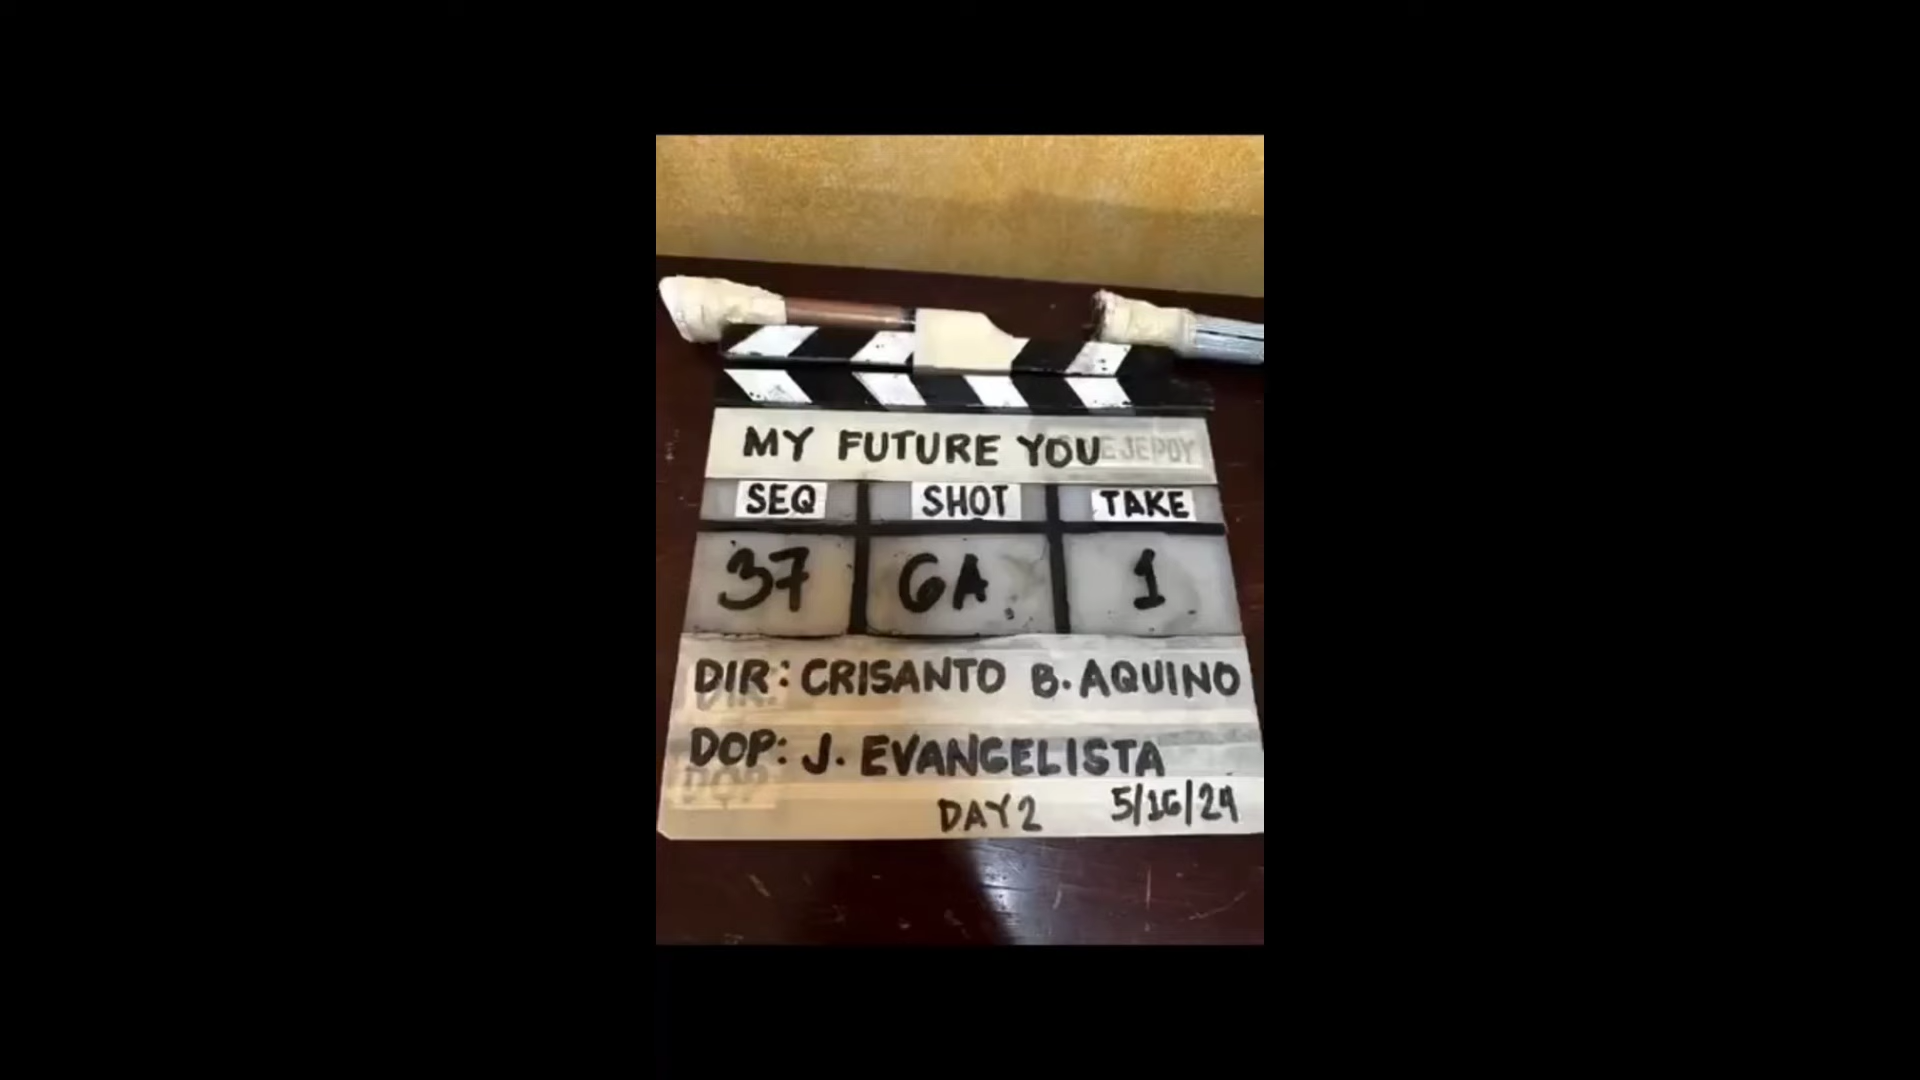 MY FUTURE YOU
SEQ SHOT TAKE
37 6A 1
DIR: CRISANTO B. AQUINO
DOP: J. EVANGELISTA
DAY 2 5/16/24